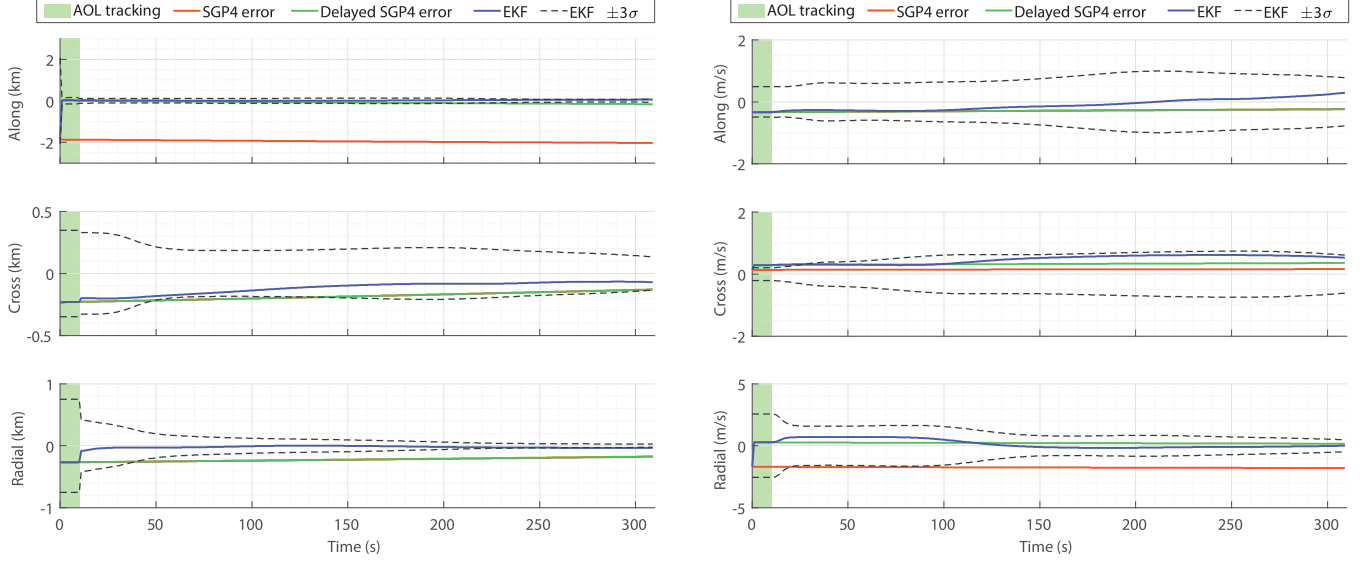 AOL tracking SGP4 error Delayed SGP4 error EKF EKF ±3σ
2
0
-2
Along (km)
0.5
0
-0.5
Cross (km)
1
0
-1
Radial (km)
0 50 100 150 200 250 300
Time (s)
AOL tracking SGP4 error Delayed SGP4 error EKF EKF ±3σ
2
0
-2
Along (m/s)
2
0
-2
Cross (m/s)
5
0
-5
Radial (m/s)
0 50 100 150 200 250 300
Time (s)